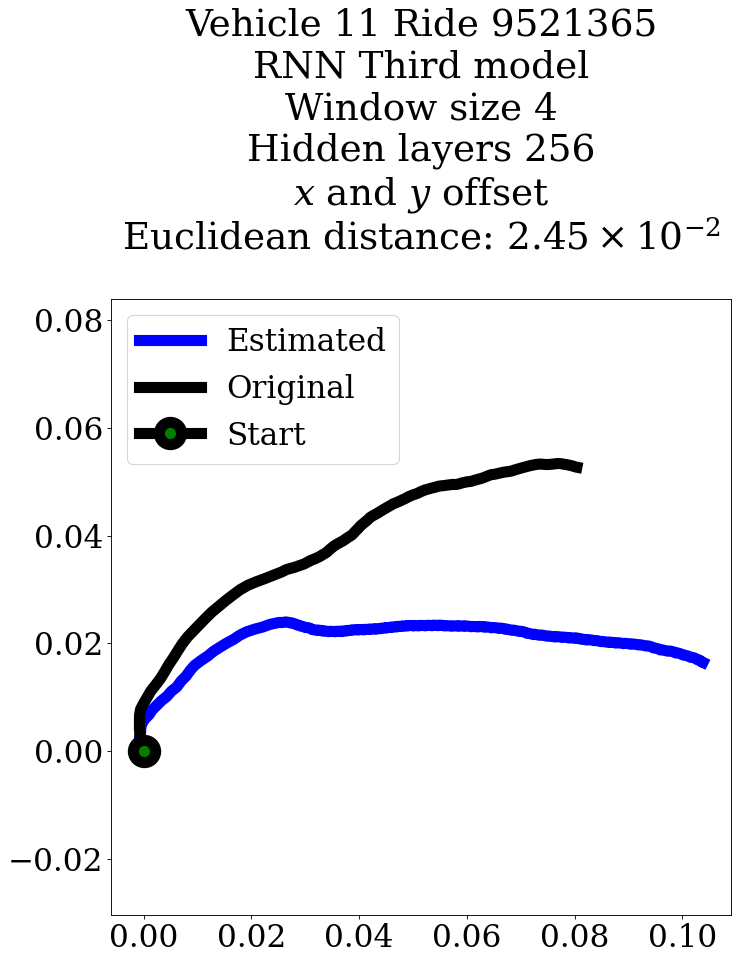 Vehicle 11 Ride 9521365
RNN Third model
Window size 4
Hidden layers 256
x and y offset
Euclidean distance: 2.45 × 10⁻²
Estimated
Original
Start
0.08
0.06
0.04
0.02
0.00
−0.02
0.00 0.02 0.04 0.06 0.08 0.10